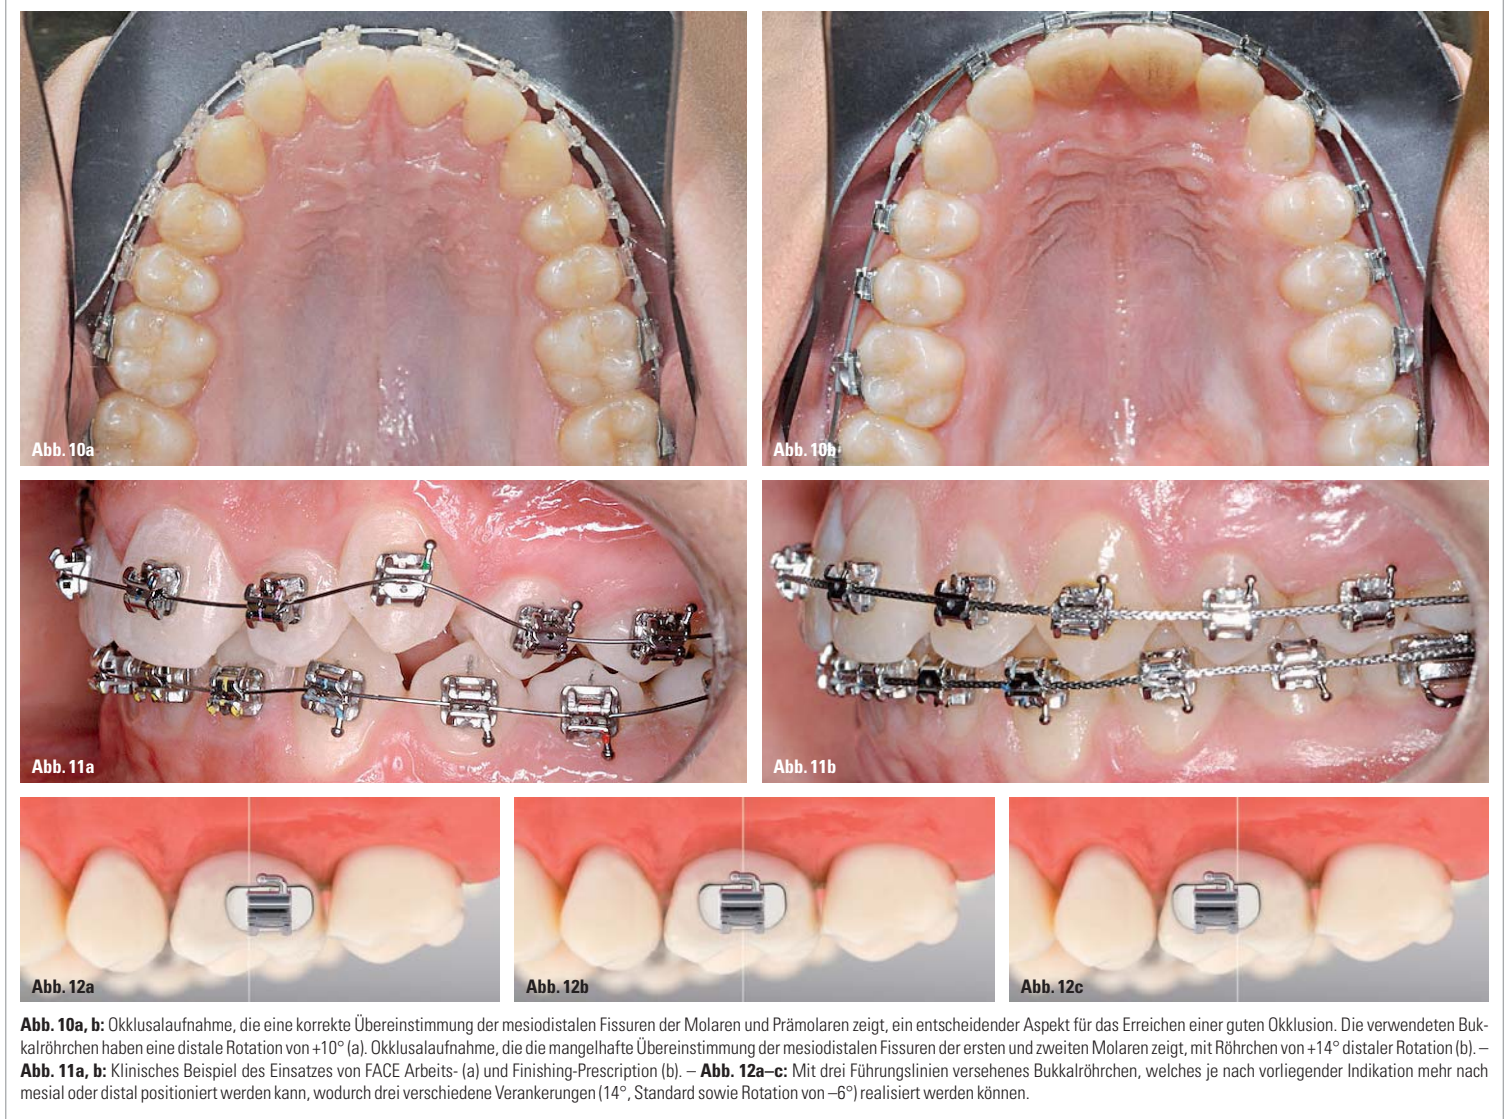 Abb. 10a
Abb. 10b
Abb. 11a
Abb. 11b
Abb. 12a
Abb. 12b
Abb. 12c
Abb. 10a, b: Okklusalaufnahme, die eine korrekte Übereinstimmung der mesiodistalen Fissuren der Molaren und Prämolaren zeigt, ein entscheidender Aspekt für das Erreichen einer guten Okklusion. Die verwendeten Buk-
kalröhrchen haben eine distale Rotation von +10° (a). Okklusalaufnahme, die die mangelhafte Übereinstimmung der mesiodistalen Fissuren der ersten und zweiten Molaren zeigt, mit Röhrchen von +14° distaler Rotation (b). –
Abb. 11a, b: Klinisches Beispiel des Einsatzes von FACE Arbeits- (a) und Finishing-Prescription (b). – Abb. 12a–c: Mit drei Führungslinien versehenes Bukkalröhrchen, welches je nach vorliegender Indikation mehr nach
mesial oder distal positioniert werden kann, wodurch drei verschiedene Verankerungen (14°, Standard sowie Rotation von –6°) realisiert werden können.